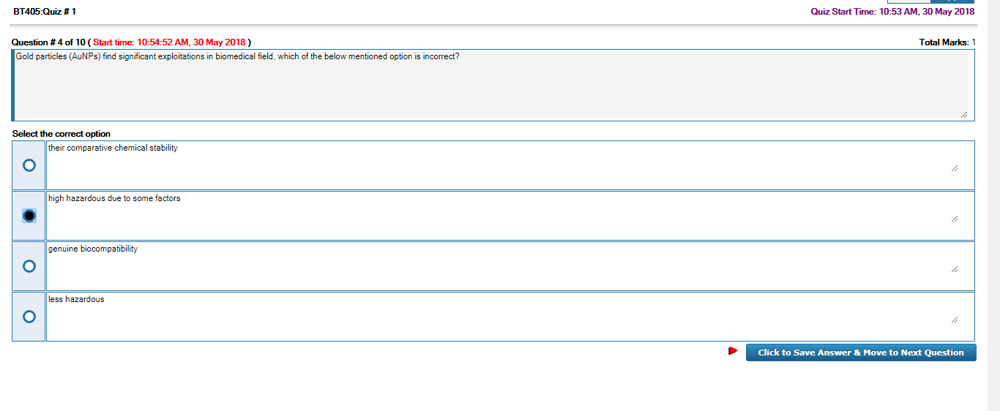 BT405:Quiz # 1
Quiz Start Time: 10:53 AM, 30 May 2018
Question # 4 of 10 ( Start time: 10:54:52 AM, 30 May 2018 )
Total Marks: 1
Gold particles (AuNPs) find significant exploitations in biomedical field, which of the below mentioned option is incorrect?
Select the correct option
their comparative chemical stability
high hazardous due to some factors
genuine biocompatibility
less hazardous
Click to Save Answer & Move to Next Question